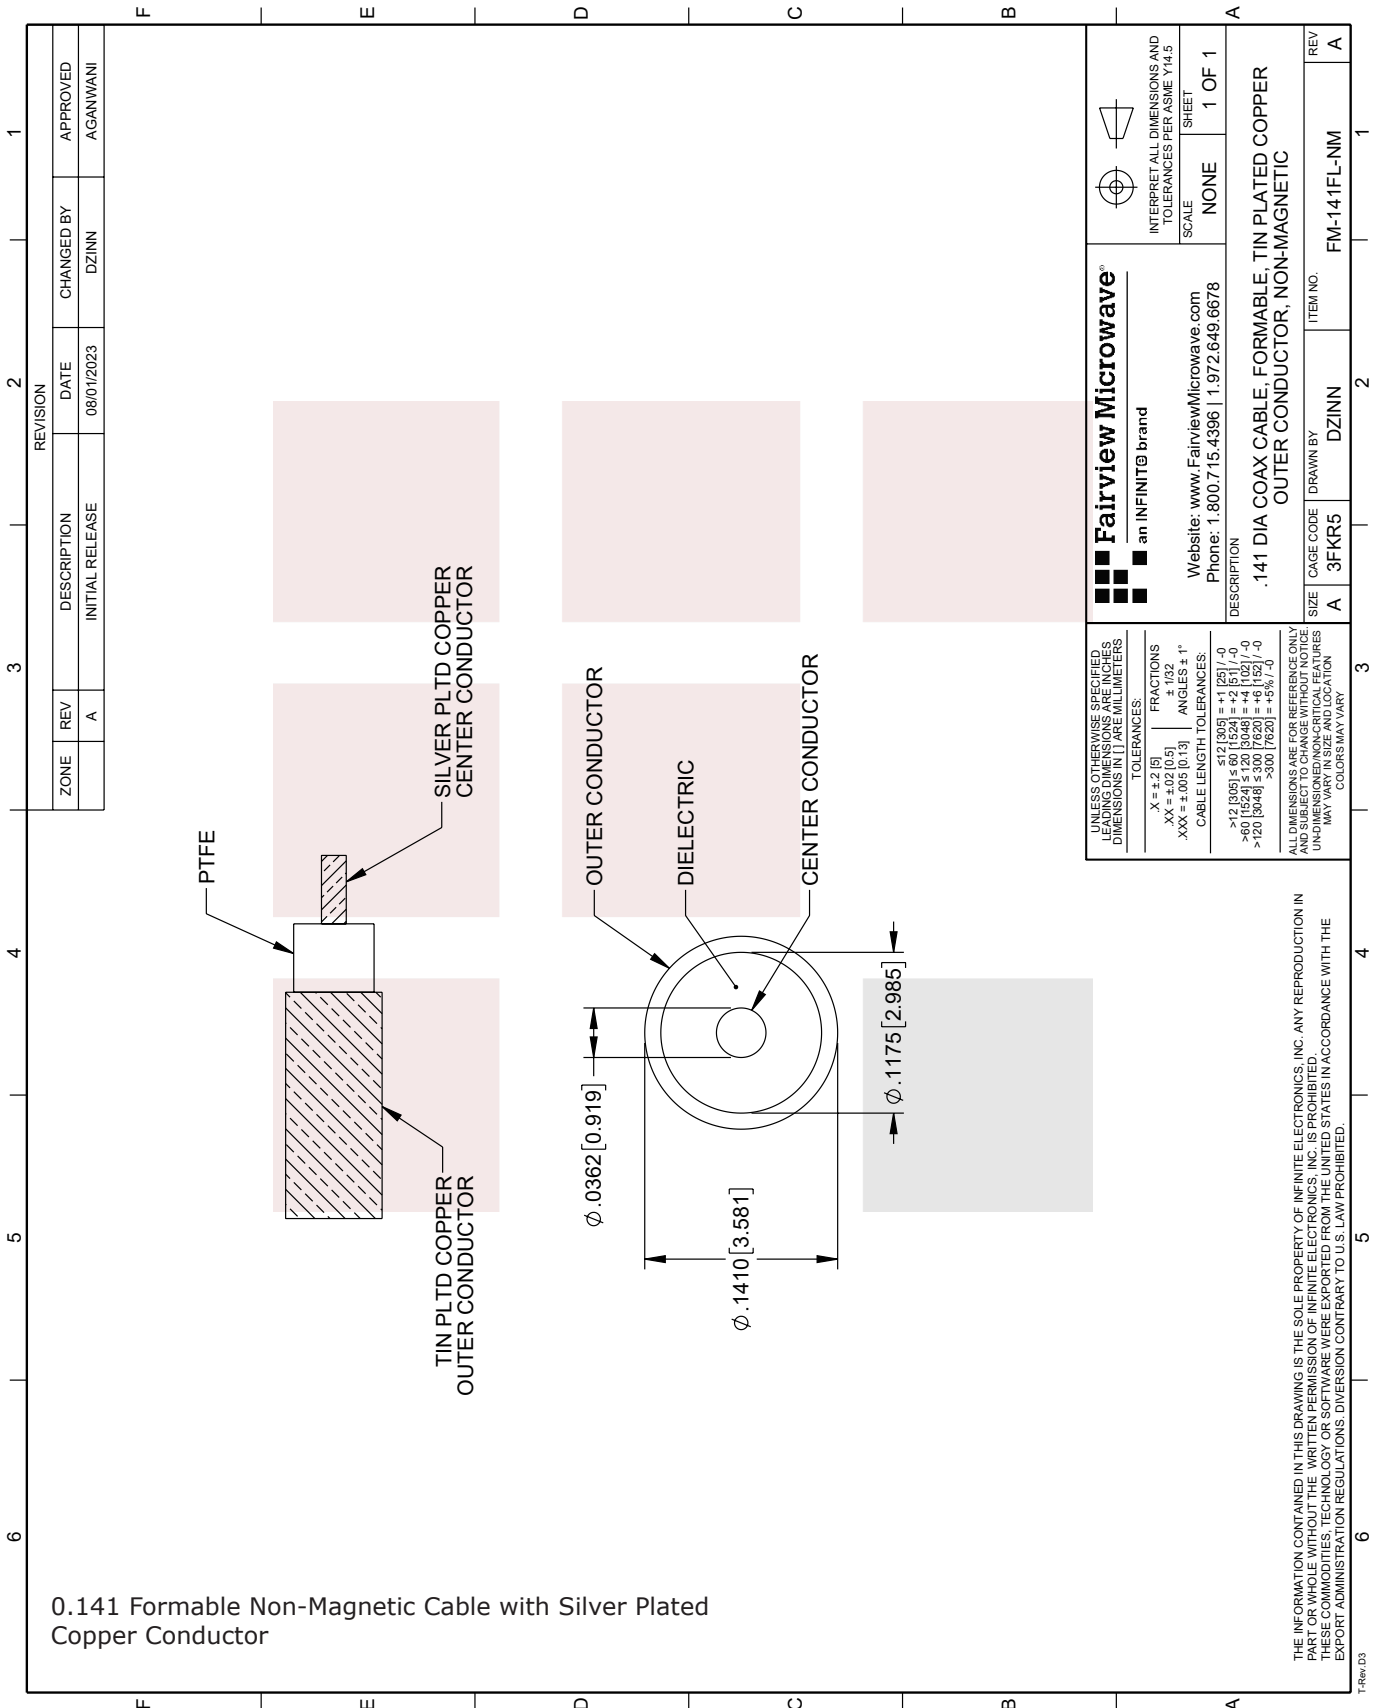 6
5
4
3
2
1
F
E
D
C
B
A
REVISION
ZONE
REV
DESCRIPTION
DATE
CHANGED BY
APPROVED
A
INITIAL RELEASE
08/01/2023
DZINN
AGANWANI
PTFE
SILVER PLTD COPPER
CENTER CONDUCTOR
TIN PLTD COPPER
OUTER CONDUCTOR
OUTER CONDUCTOR
DIELECTRIC
CENTER CONDUCTOR
Ø.0362 [0.919]
Ø.1410 [3.581]
Ø.1175 [2.985]
UNLESS OTHERWISE SPECIFIED
LEADING DIMENSIONS ARE INCHES
DIMENSIONS IN [ ] ARE MILLIMETERS
TOLERANCES:
.X = ±.2 [5]
.XX = ±.02 [0.5]
.XXX = ±.005 [0.13]
FRACTIONS
± 1/32
ANGLES ± 1°
CABLE LENGTH TOLERANCES:
≤12 [305] = +1 [25] / -0
>12 [305] ≤ 60 [1524] = +2 [51] / -0
>60 [1524] ≤ 120 [3048] = +4 [102] / -0
>120 [3048] ≤ 300 [7620] = +6 [152] / -0
>300 [7620] = +5% / -0
ALL DIMENSIONS ARE FOR REFERENCE ONLY
AND SUBJECT TO CHANGE WITHOUT NOTICE.
UN-DIMENSIONED/NON-CRITICAL FEATURES
MAY VARY IN SIZE AND LOCATION
COLORS MAY VARY
Fairview Microwave®
an INFINIT@ brand
Website: www.FairviewMicrowave.com
Phone: 1.800.715.4396 | 1.972.649.6678
INTERPRET ALL DIMENSIONS AND
TOLERANCES PER ASME Y14.5
SCALE
NONE
SHEET
1 OF 1
DESCRIPTION
.141 DIA COAX CABLE, FORMABLE, TIN PLATED COPPER
OUTER CONDUCTOR, NON-MAGNETIC
SIZE
A
CAGE CODE
3FKR5
DRAWN BY
DZINN
ITEM NO.
FM-141FL-NM
REV
A
THE INFORMATION CONTAINED IN THIS DRAWING IS THE SOLE PROPERTY OF INFINITE ELECTRONICS, INC. ANY REPRODUCTION IN
PART OR WHOLE WITHOUT THE WRITTEN PERMISSION OF INFINITE ELECTRONICS, INC. IS PROHIBITED.
THESE COMMODITIES, TECHNOLOGY OR SOFTWARE WERE EXPORTED FROM THE UNITED STATES IN ACCORDANCE WITH THE
EXPORT ADMINISTRATION REGULATIONS. DIVERSION CONTRARY TO U.S. LAW PROHIBITED.
F
E
D
C
B
A
6
5
4
3
2
1
T-Rev.D3
0.141 Formable Non-Magnetic Cable with Silver Plated
Copper Conductor